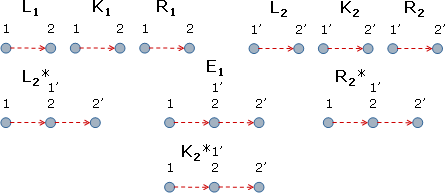 L1 K1 R1 L2 K2 R2
1 2 1 2 1 2 1' 2' 1' 2' 1' 2'
L2* E1 R2*
1' 1' 1'
1 2 2' 1 2 2' 1 2 2'
K2* 1'
1 2 2'